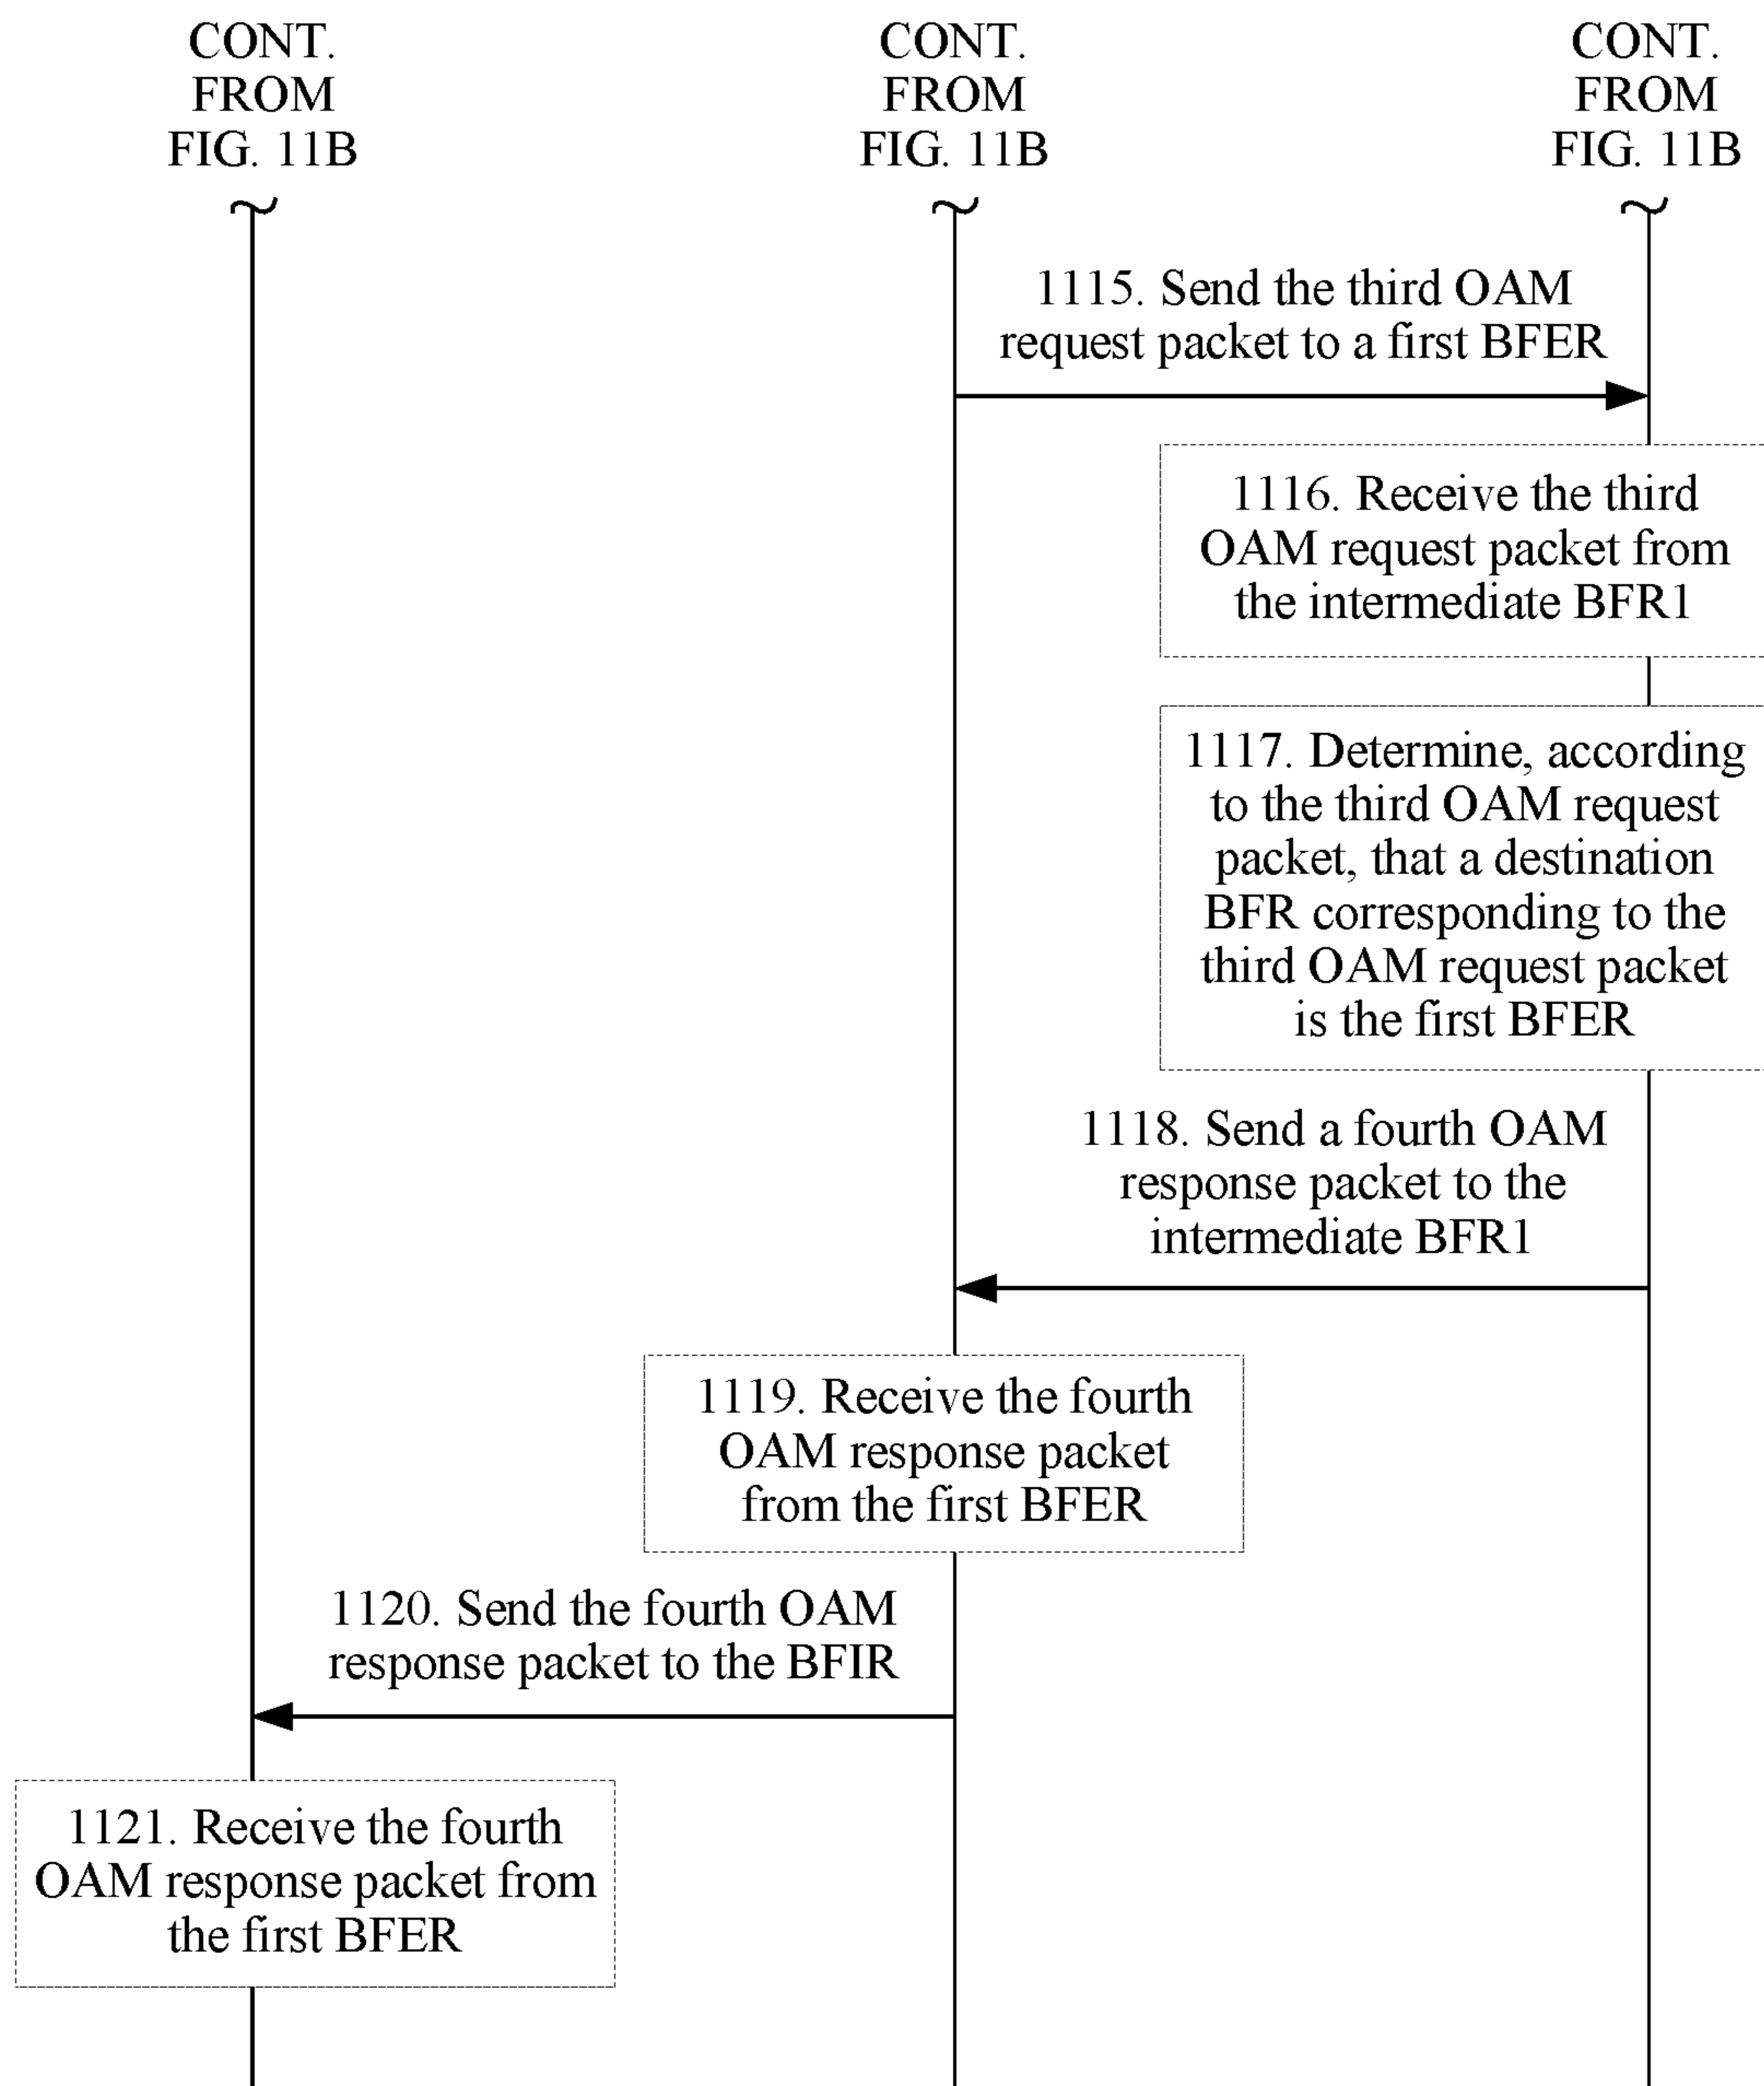 CONT.
FROM
FIG. 11B
CONT.
FROM
FIG. 11B
CONT.
FROM
FIG. 11B
1115. Send the third OAM
request packet to a first BFER
1116. Receive the third
OAM request packet from
the intermediate BFR1
1117. Determine, according
to the third OAM request
packet, that a destination
BFR corresponding to the
third OAM request packet
is the first BFER
1118. Send a fourth OAM
response packet to the
intermediate BFR1
1119. Receive the fourth
OAM response packet
from the first BFER
1120. Send the fourth OAM
response packet to the BFIR
1121. Receive the fourth
OAM response packet from
the first BFER